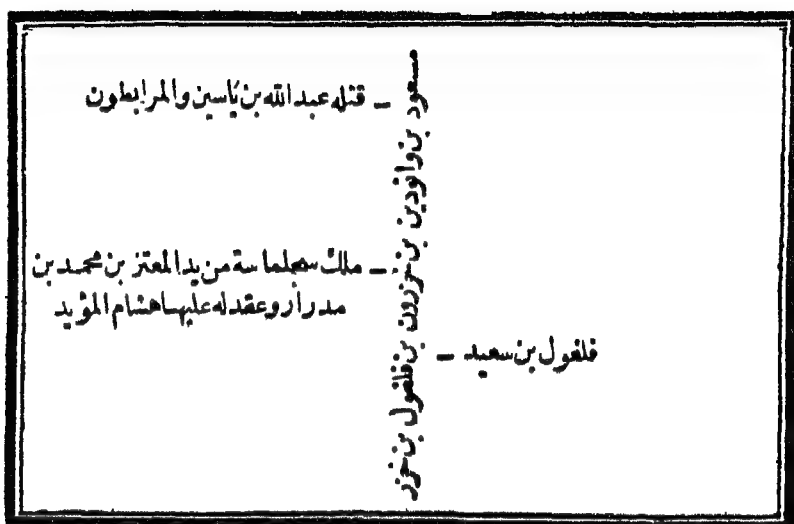 مسعود بن وانودين بن خزرون بن فلفول بن خزر
– قتله عبد الله بن ياسين والمرابطون
– ملك سجلماسة من يد المعتز بن محمد بن
مدرار وعقد له عليها هشام المؤيد
فلفول بن سعيد –